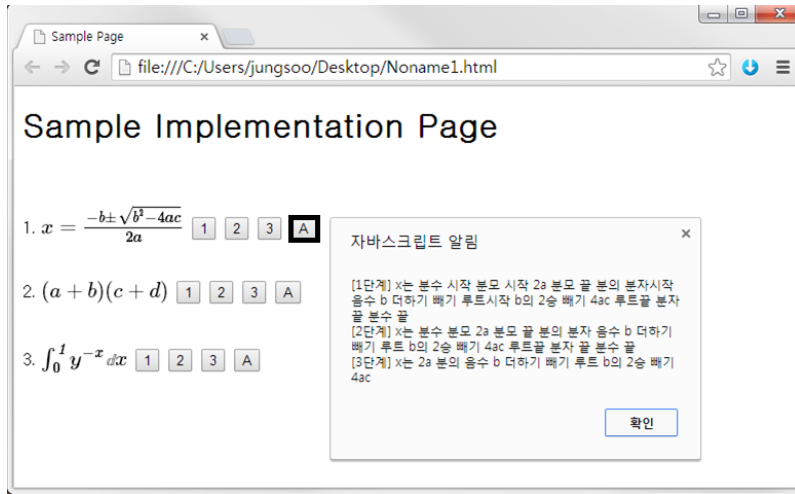 Sample Page
file:///C:/Users/jungsoo/Desktop/Noname1.html
Sample Implementation Page
1. x = \frac{-b±\sqrt{b²-4ac}}{2a} 1 2 3 A
2. (a + b)(c + d) 1 2 3 A
3. ∫₀¹ y⁻ˣ dx 1 2 3 A
자바스크립트 알림
[1단계] x는 분수 시작 분모 시작 2a 분모 끝 분의 분자시작
음수 b 더하기 빼기 루트시작 b의 2승 빼기 4ac 루트끝 분자
끝 분수 끝
[2단계] x는 분수 분모 2a 분모 끝 분의 분자 음수 b 더하기
빼기 루트 b의 2승 빼기 4ac 루트끝 분자 끝 분수 끝
[3단계] x는 2a 분의 음수 b 더하기 빼기 루트 b의 2승 빼기
4ac
확인